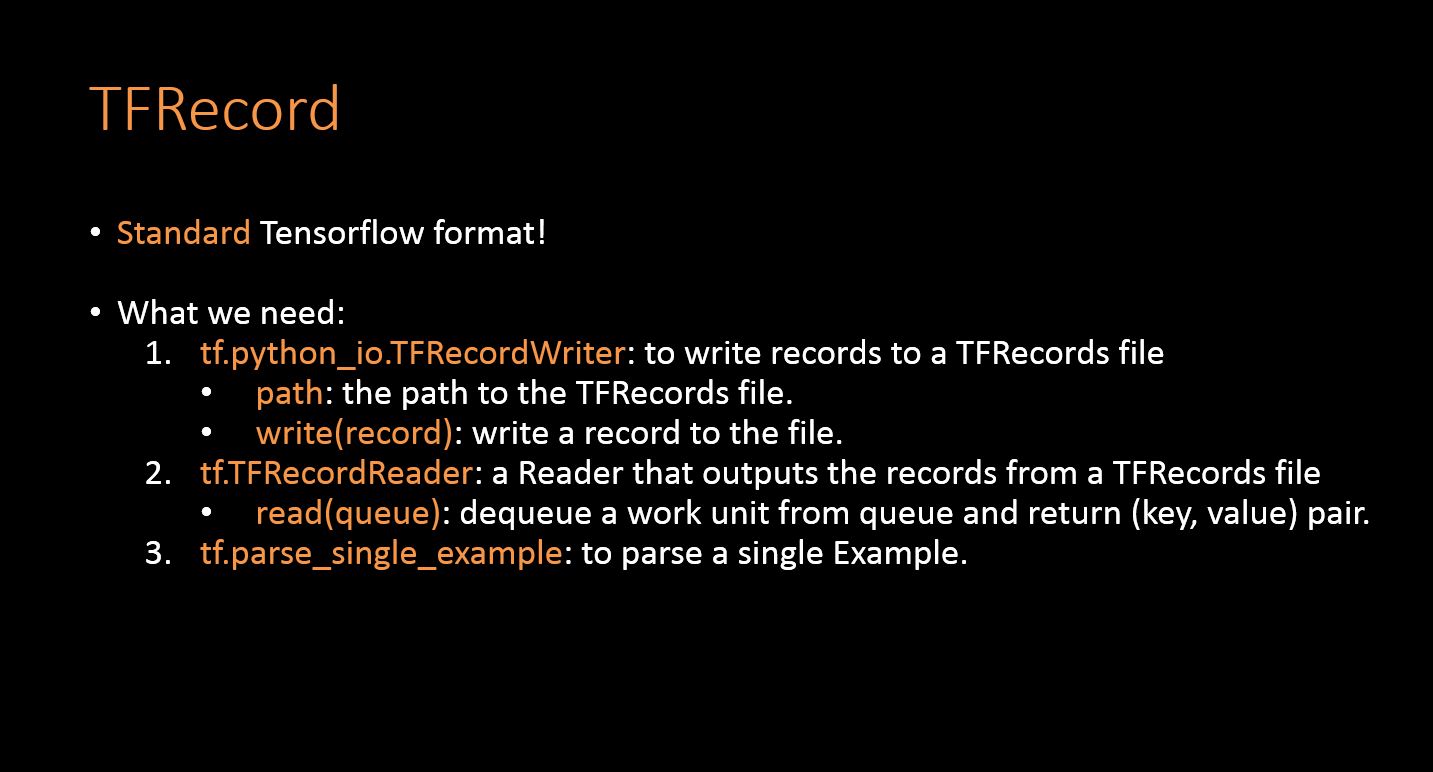 TFRecord
• Standard Tensorflow format!
• What we need:
1. tf.python_io.TFRecordWriter: to write records to a TFRecords file
• path: the path to the TFRecords file.
• write(record): write a record to the file.
2. tf.TFRecordReader: a Reader that outputs the records from a TFRecords file
• read(queue): dequeue a work unit from queue and return (key, value) pair.
3. tf.parse_single_example: to parse a single Example.